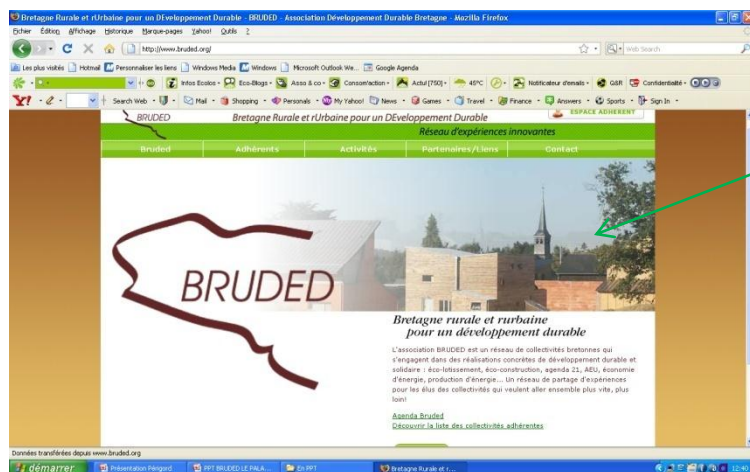 Bretagne Rurale et rUrbaine pour un DEveloppement Durable - BRUDED - Association Développement Durable Bretagne - Mozilla Firefox
Fichier Édition Affichage Historique Marque-pages Yahoo! Outils ?
http://www.bruded.org/ Web Search
Les plus visités Hotmail Personnaliser les liens Windows Media Windows Microsoft Outlook We... Google Agenda
Infos Ecolos Eco-Blogs Asso & co Consom'action Actu[750] 45°C Notificateur d'emails G&R Confidentialité
Y! Search Web Mail Shopping Personals My Yahoo! News Games Travel Finance Answers Sports Sign In
BRUDED Bretagne Rurale et rUrbaine pour un DEveloppement Durable ESPACE ADHÉRENT
Réseau d'expériences innovantes
Bruded Adhérents Activités Partenaires/Liens Contact
BRUDED
Bretagne rurale et rurbaine
pour un développement durable
L'association BRUDED est un réseau de collectivités bretonnes qui
s'engagent dans des réalisations concrètes de développement durable et
solidaire : éco-lotissement, éco-construction, agenda 21, AEU, économie
d'énergie, production d'énergie... Un réseau de partage d'expériences
pour les élus des collectivités qui veulent aller ensemble plus vite, plus
loin!
Agenda Bruded
Découvrir la liste des collectivités adhérentes
Données transférées depuis www.bruded.org
démarrer Présentation Périgord PPT BRUDED LE PALA... En PPT Bretagne Rurale et r... 12:40